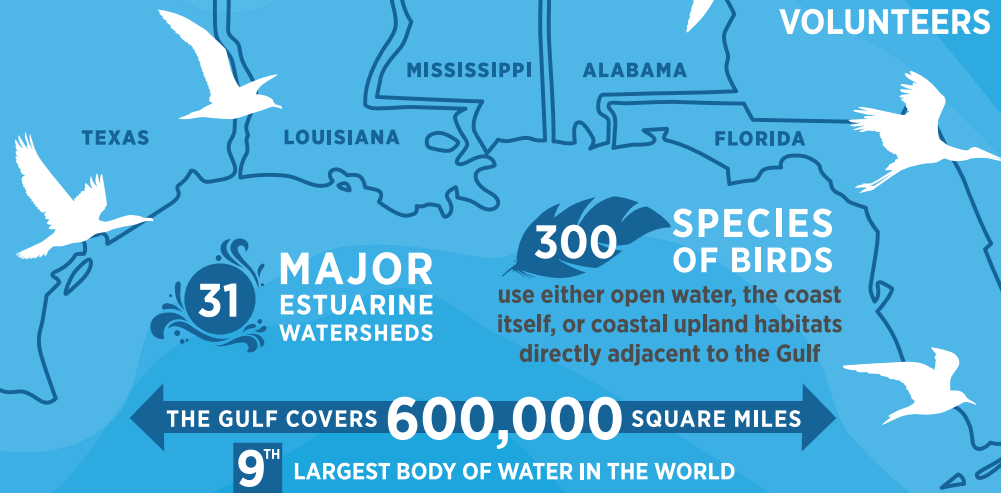 VOLUNTEERS
MISSISSIPPI
ALABAMA
TEXAS
LOUISIANA
FLORIDA
31
MAJOR
ESTUARINE
WATERSHEDS
300
SPECIES
OF BIRDS
use either open water, the coast
itself, or coastal upland habitats
directly adjacent to the Gulf
THE GULF COVERS 600,000 SQUARE MILES
9TH LARGEST BODY OF WATER IN THE WORLD